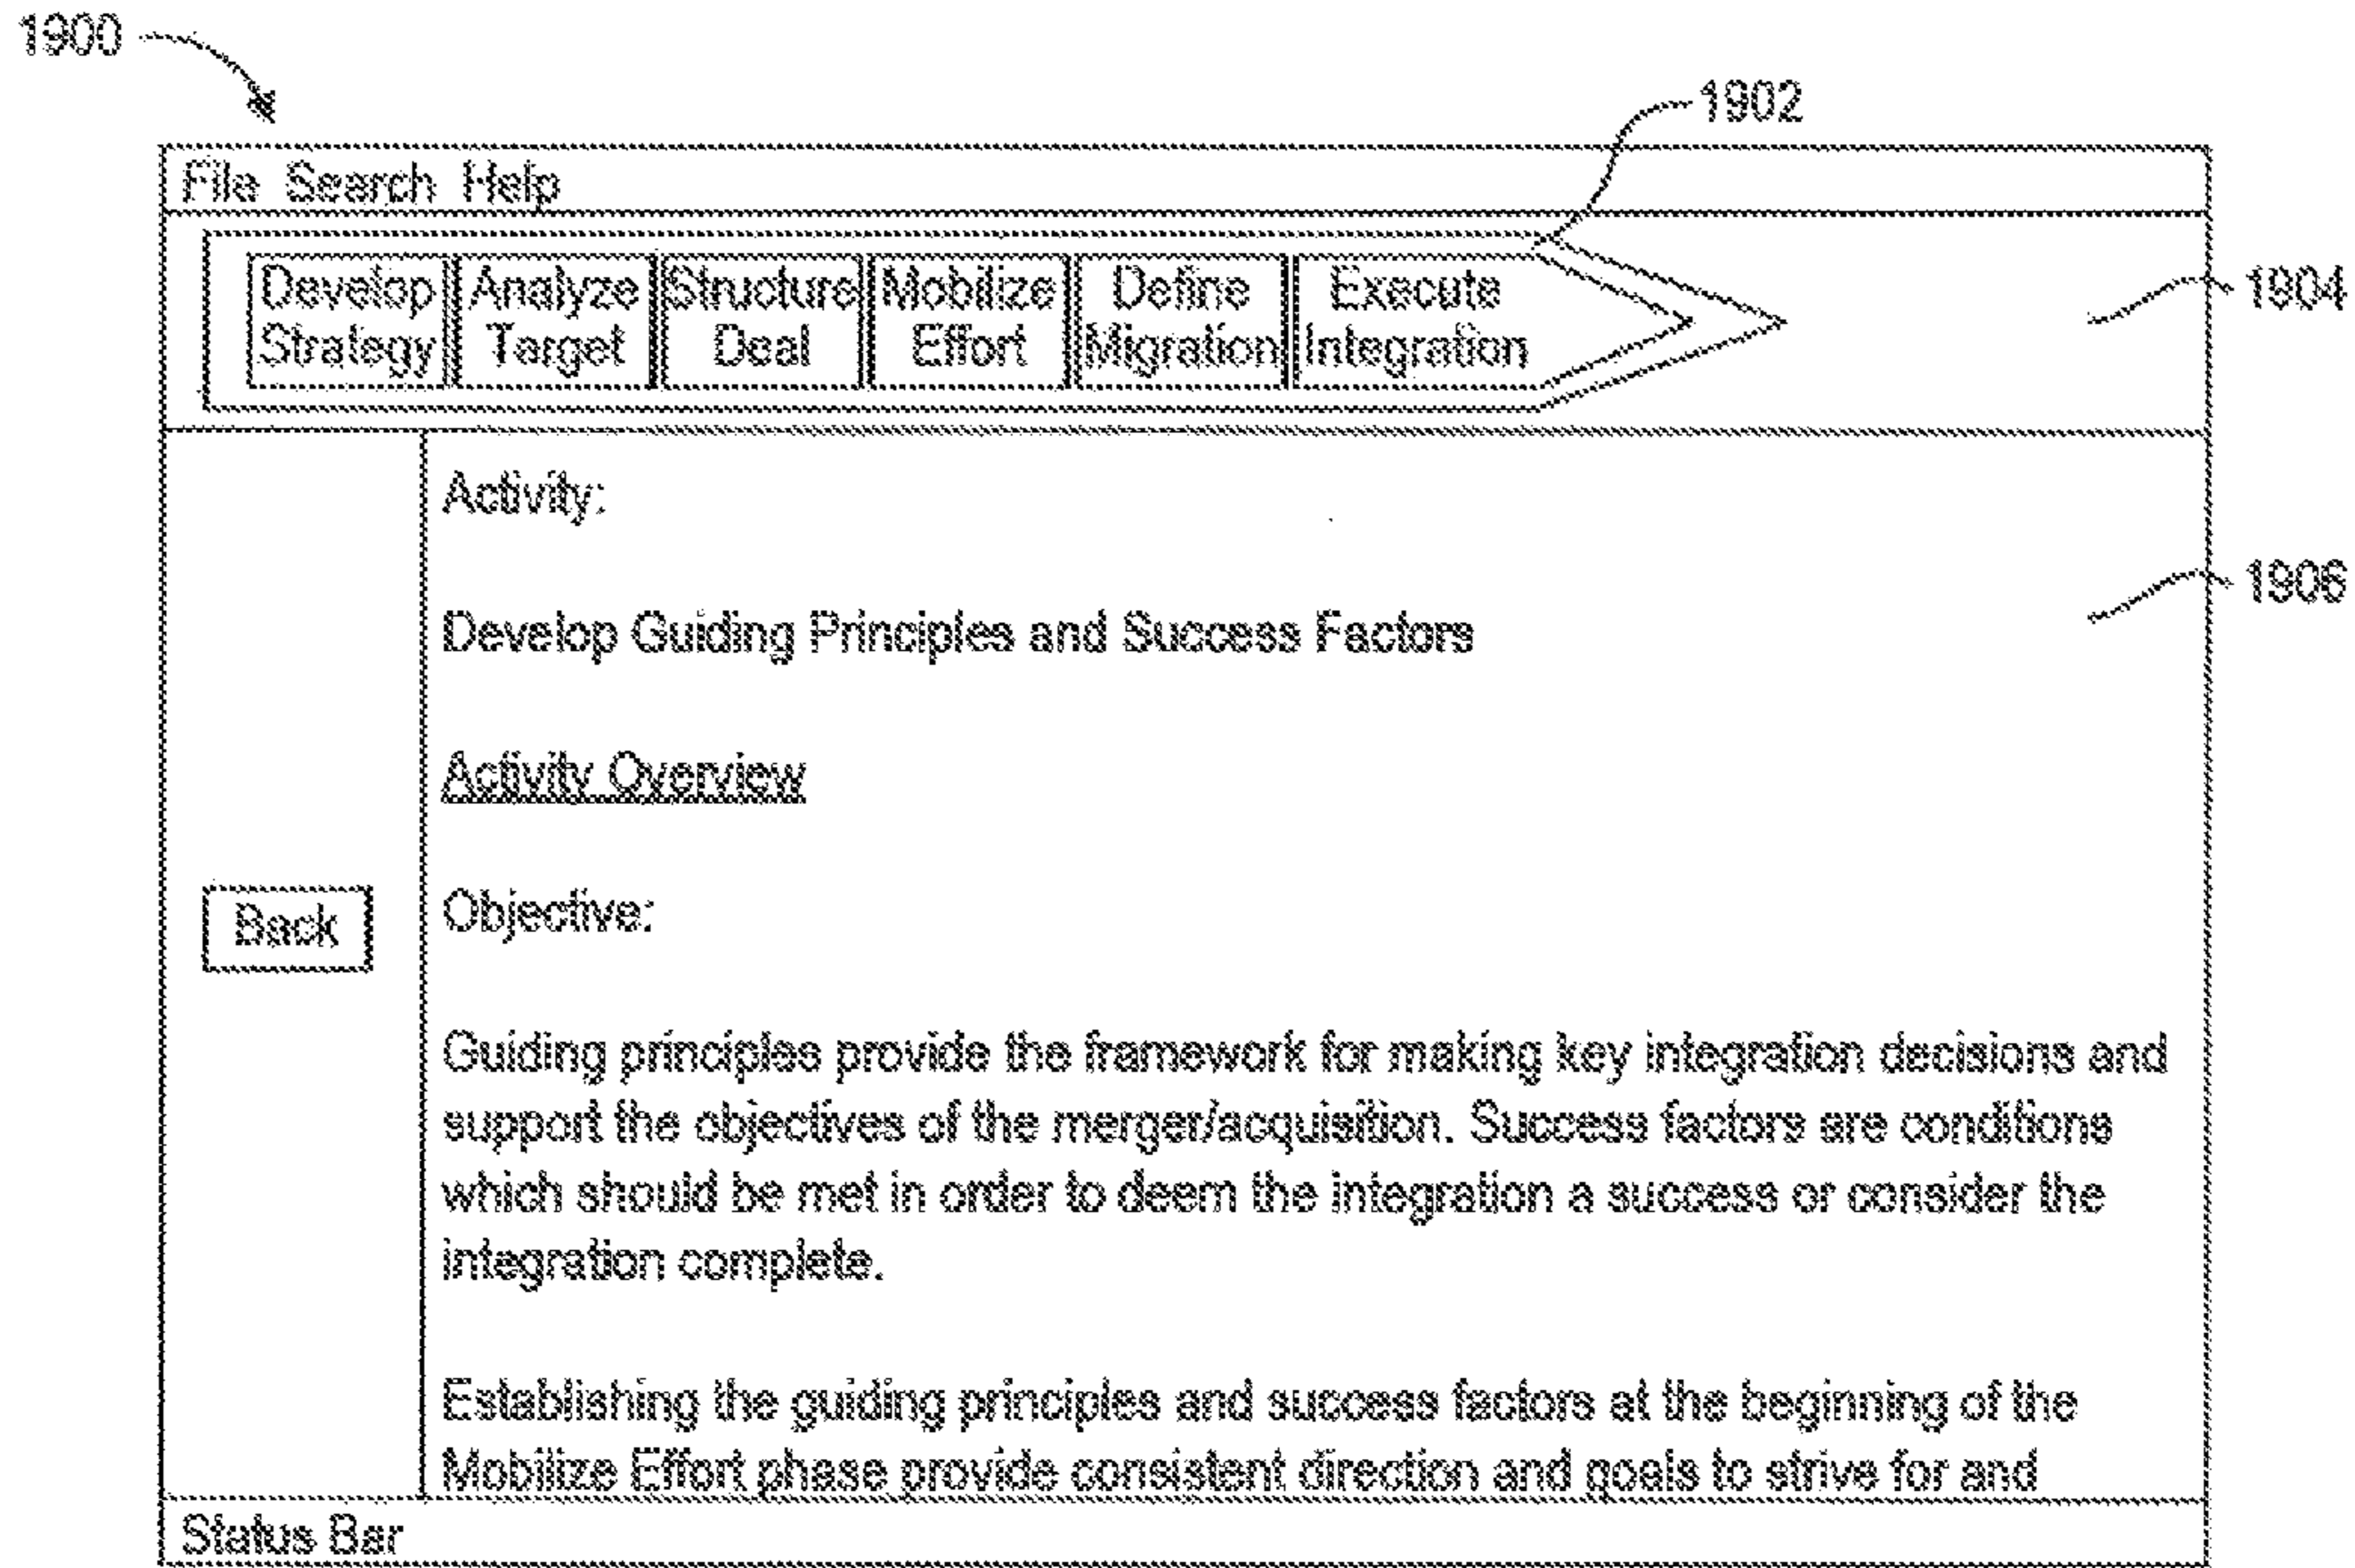 1900
1902
File Search Help
Develop Strategy
Analyze Target
Structure Deal
Mobilize Effort
Define Migration
Execute Integration
1904
Activity:
1906
Develop Guiding Principles and Success Factors
Activity Overview
Back
Objective:
Guiding principles provide the framework for making key integration decisions and
support the objectives of the merger/acquisition. Success factors are conditions
which should be met in order to deem the integration a success or consider the
integration complete.
Establishing the guiding principles and success factors at the beginning of the
Mobilize Effort phase provide consistent direction and goals to strive for and
Status Bar